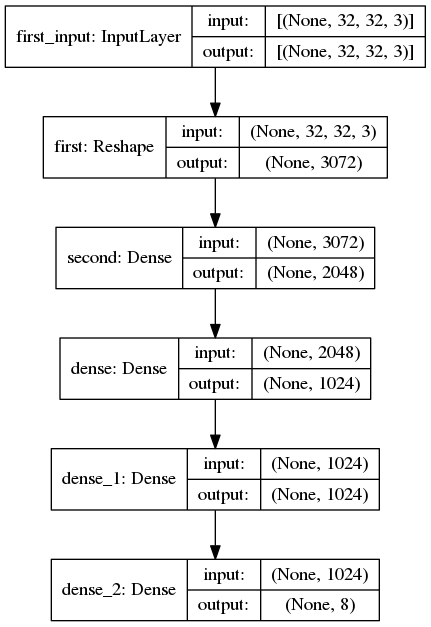 first_input: InputLayer
input: [(None, 32, 32, 3)]
output: [(None, 32, 32, 3)]
first: Reshape
input: (None, 32, 32, 3)
output: (None, 3072)
second: Dense
input: (None, 3072)
output: (None, 2048)
dense: Dense
input: (None, 2048)
output: (None, 1024)
dense_1: Dense
input: (None, 1024)
output: (None, 1024)
dense_2: Dense
input: (None, 1024)
output: (None, 8)